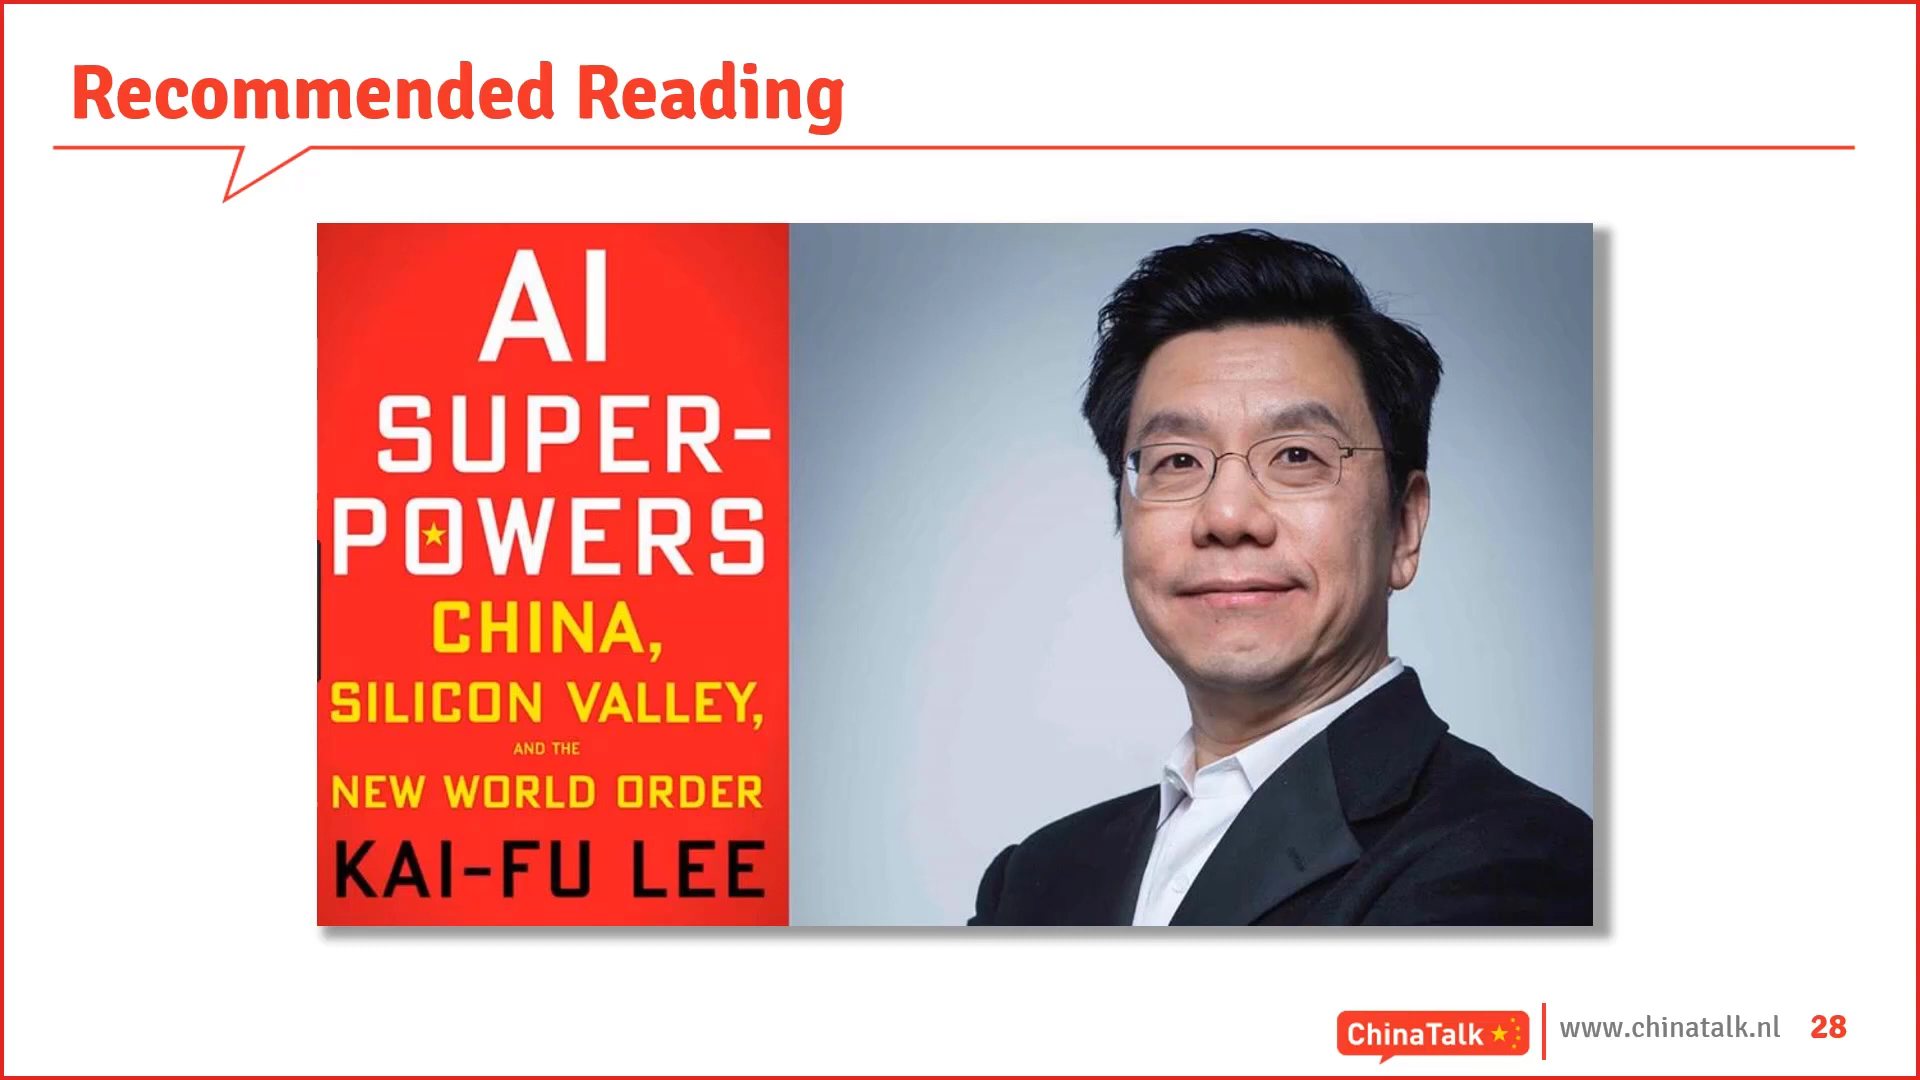 Recommended Reading
AI
SUPER-
POWERS
CHINA,
SILICON VALLEY,
AND THE
NEW WORLD ORDER
KAI-FU LEE
ChinaTalk
www.chinatalk.nl
28